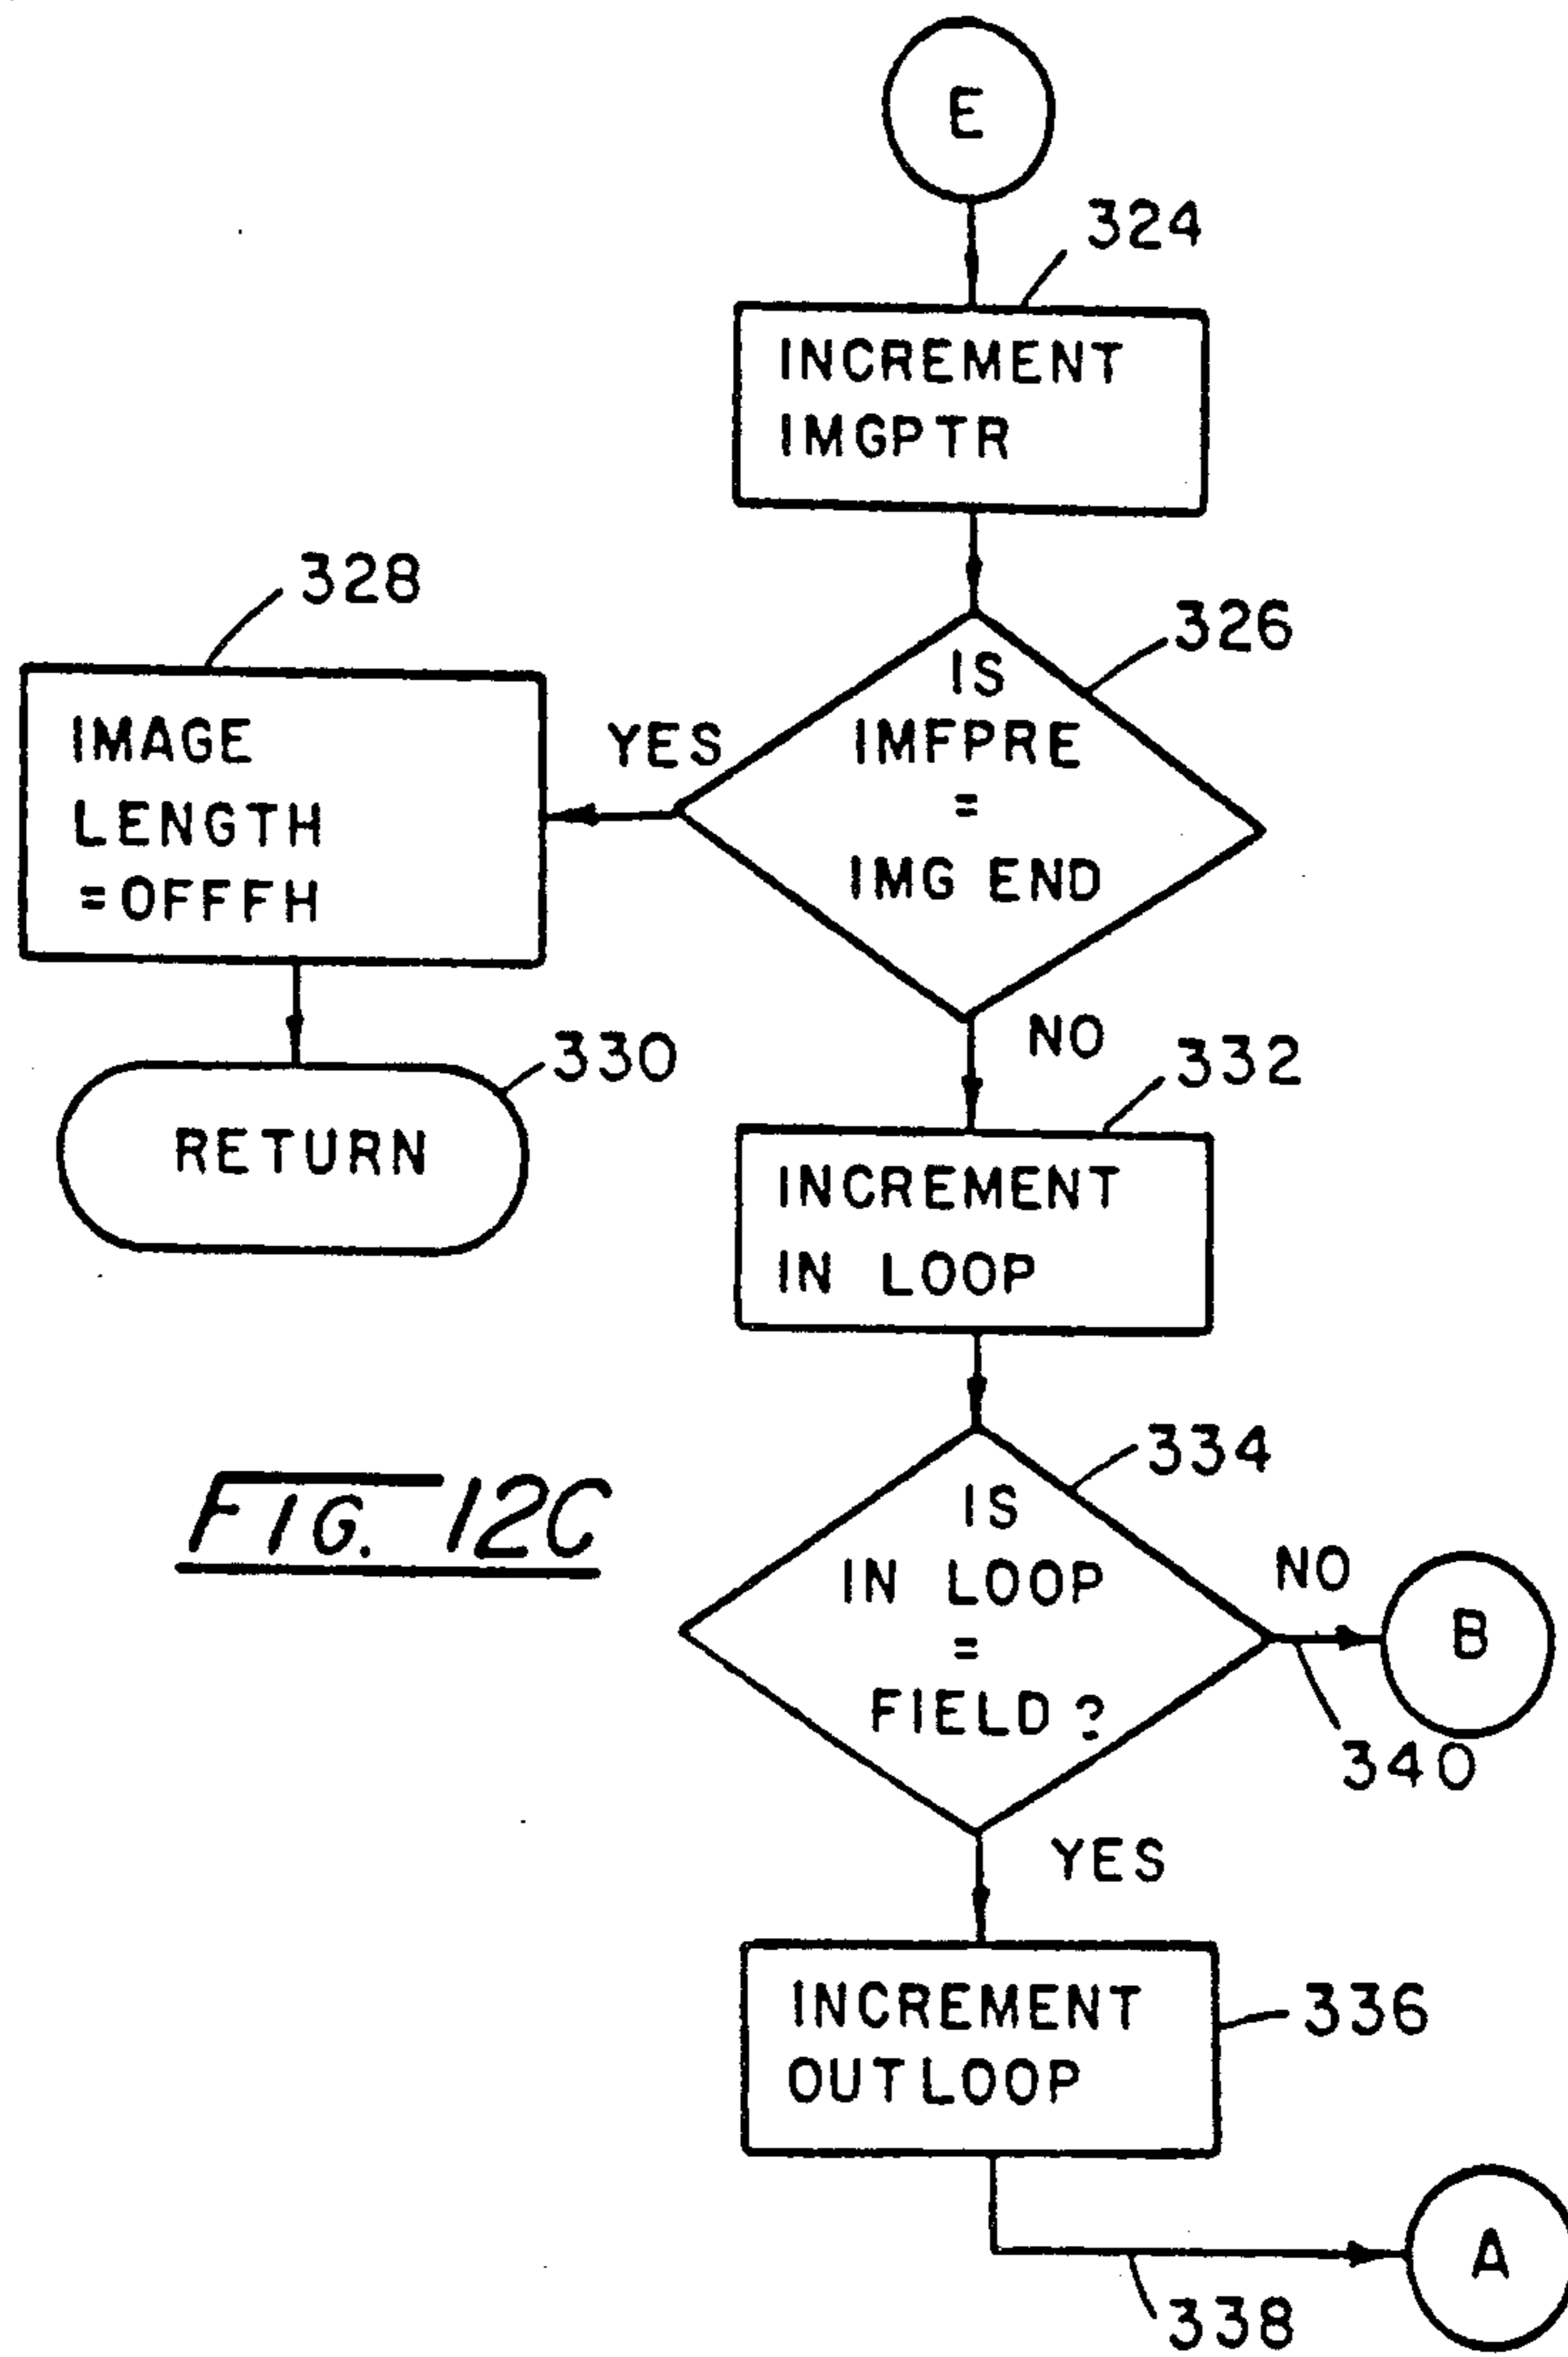 E
324
INCREMENT
IMGPTR
328
326
IS
IMFPRE
=
IMG END
YES
IMAGE
LENGTH
=OFFFH
NO
330
RETURN
332
INCREMENT
IN LOOP
334
IS
IN LOOP
=
FIELD?
NO
B
340
FIG. 12C
YES
INCREMENT
OUTLOOP
336
A
338